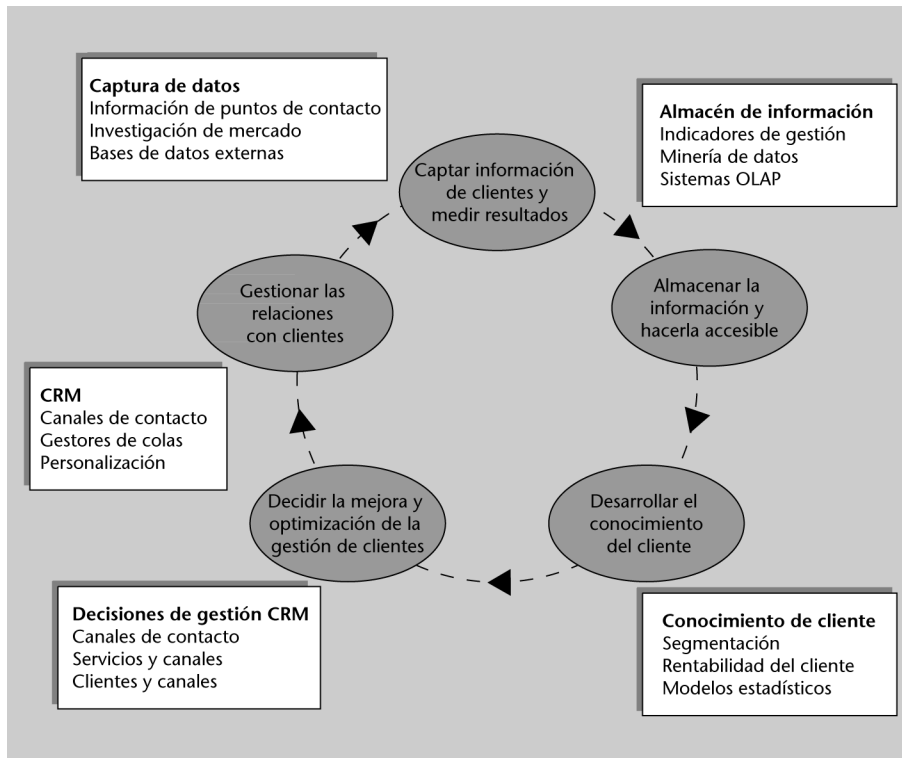 Captura de datos
Información de puntos de contacto
Investigación de mercado
Bases de datos externas
Almacén de información
Indicadores de gestión
Minería de datos
Sistemas OLAP
Captar información
de clientes y
medir resultados
Gestionar las
relaciones
con clientes
Almacenar la
información y
hacerla accesible
CRM
Canales de contacto
Gestores de colas
Personalización
Decidir la mejora y
optimización de la
gestión de clientes
Desarrollar el
conocimiento
del cliente
Decisiones de gestión CRM
Canales de contacto
Servicios y canales
Clientes y canales
Conocimiento de cliente
Segmentación
Rentabilidad del cliente
Modelos estadísticos